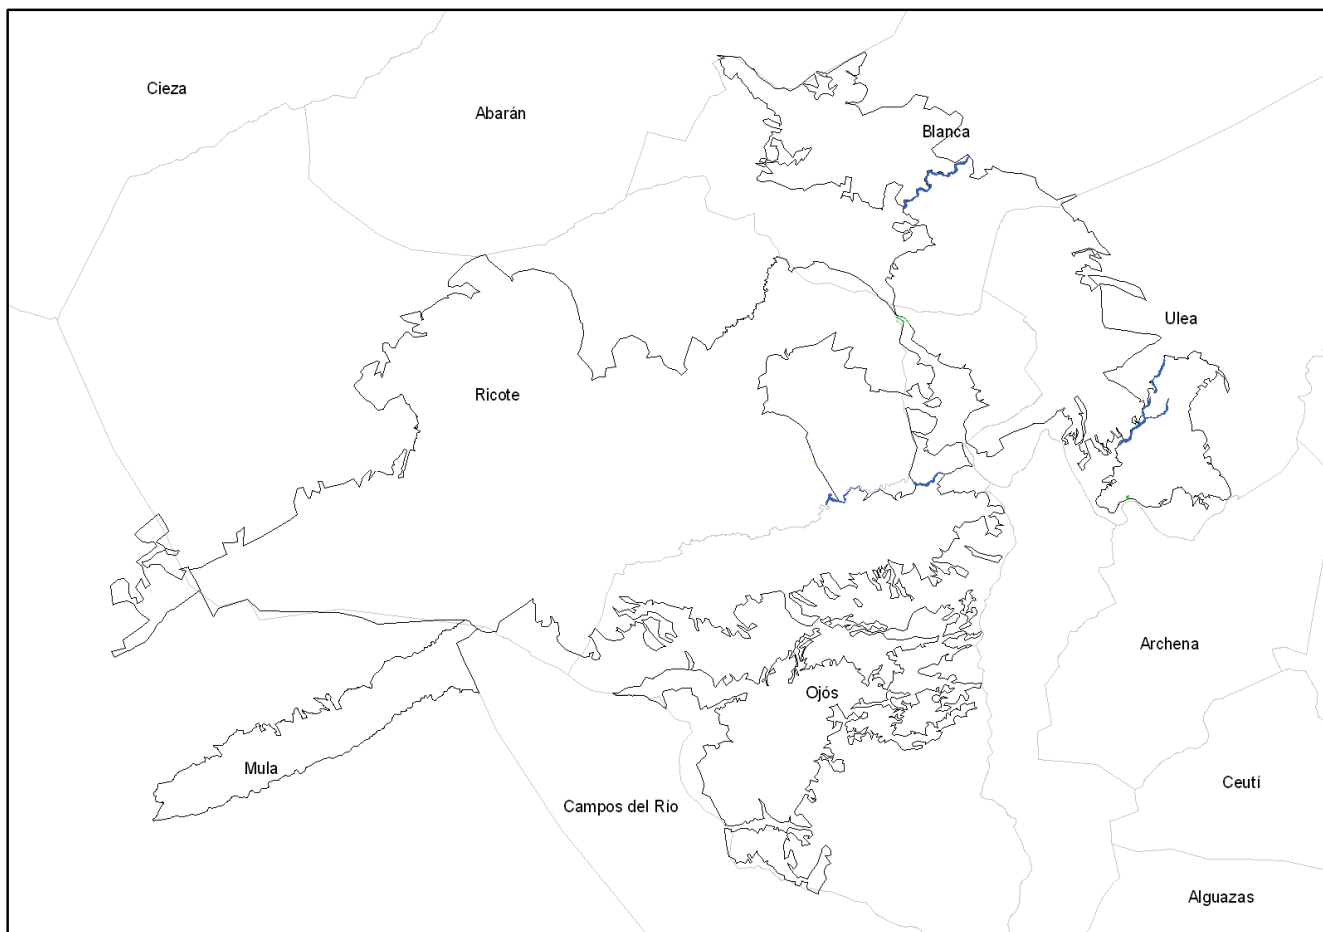 Cieza
Abarán
Blanca
Ulea
Ricote
Archena
Ojós
Mula
Ceutí
Campos del Río
Alguazas